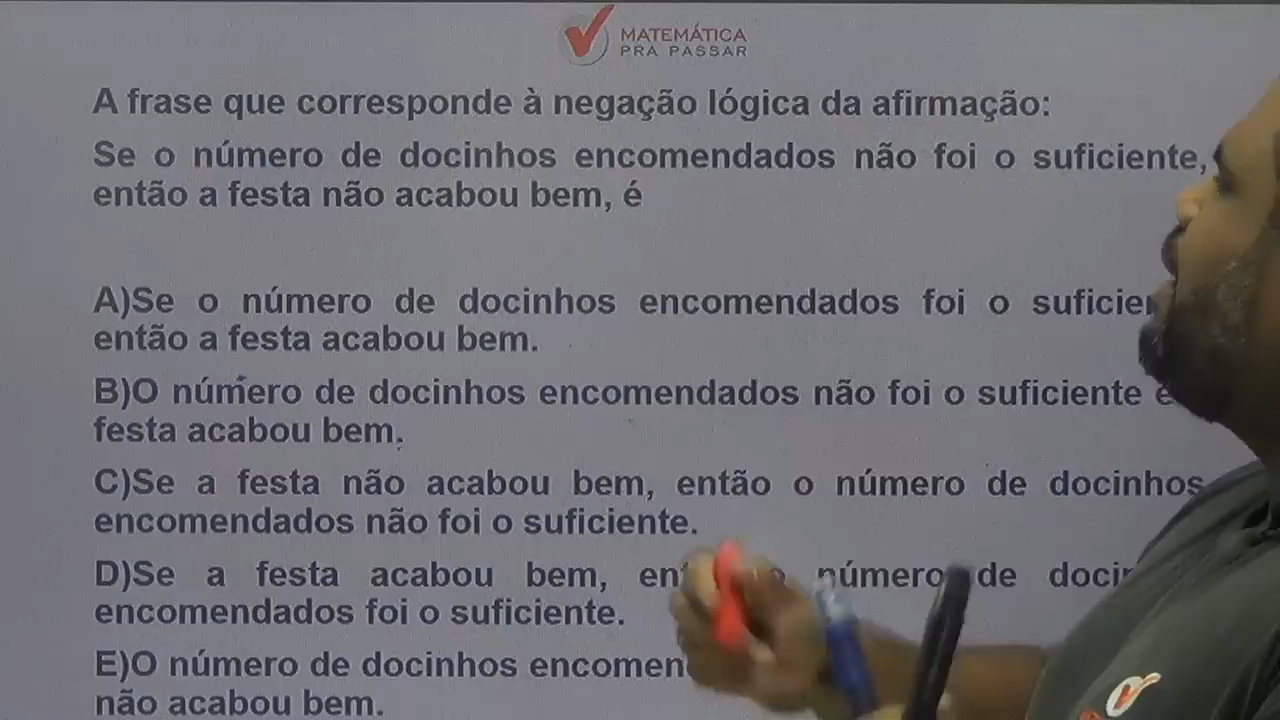 MATEMÁTICA
PRA PASSAR
A frase que corresponde à negação lógica da afirmação:
Se o número de docinhos encomendados não foi o suficiente,
então a festa não acabou bem, é
A)Se o número de docinhos encomendados foi o
então a festa acabou bem.
B)O número de docinhos encomendados não foi o suficiente e
festa acabou bem.
C)Se a festa não acabou bem, então o número de docinhos
encomendados não foi o suficiente.
D)Se a festa acabou bem, número de
encomendados foi o suficiente.
E)O número de docinhos
não acabou bem.